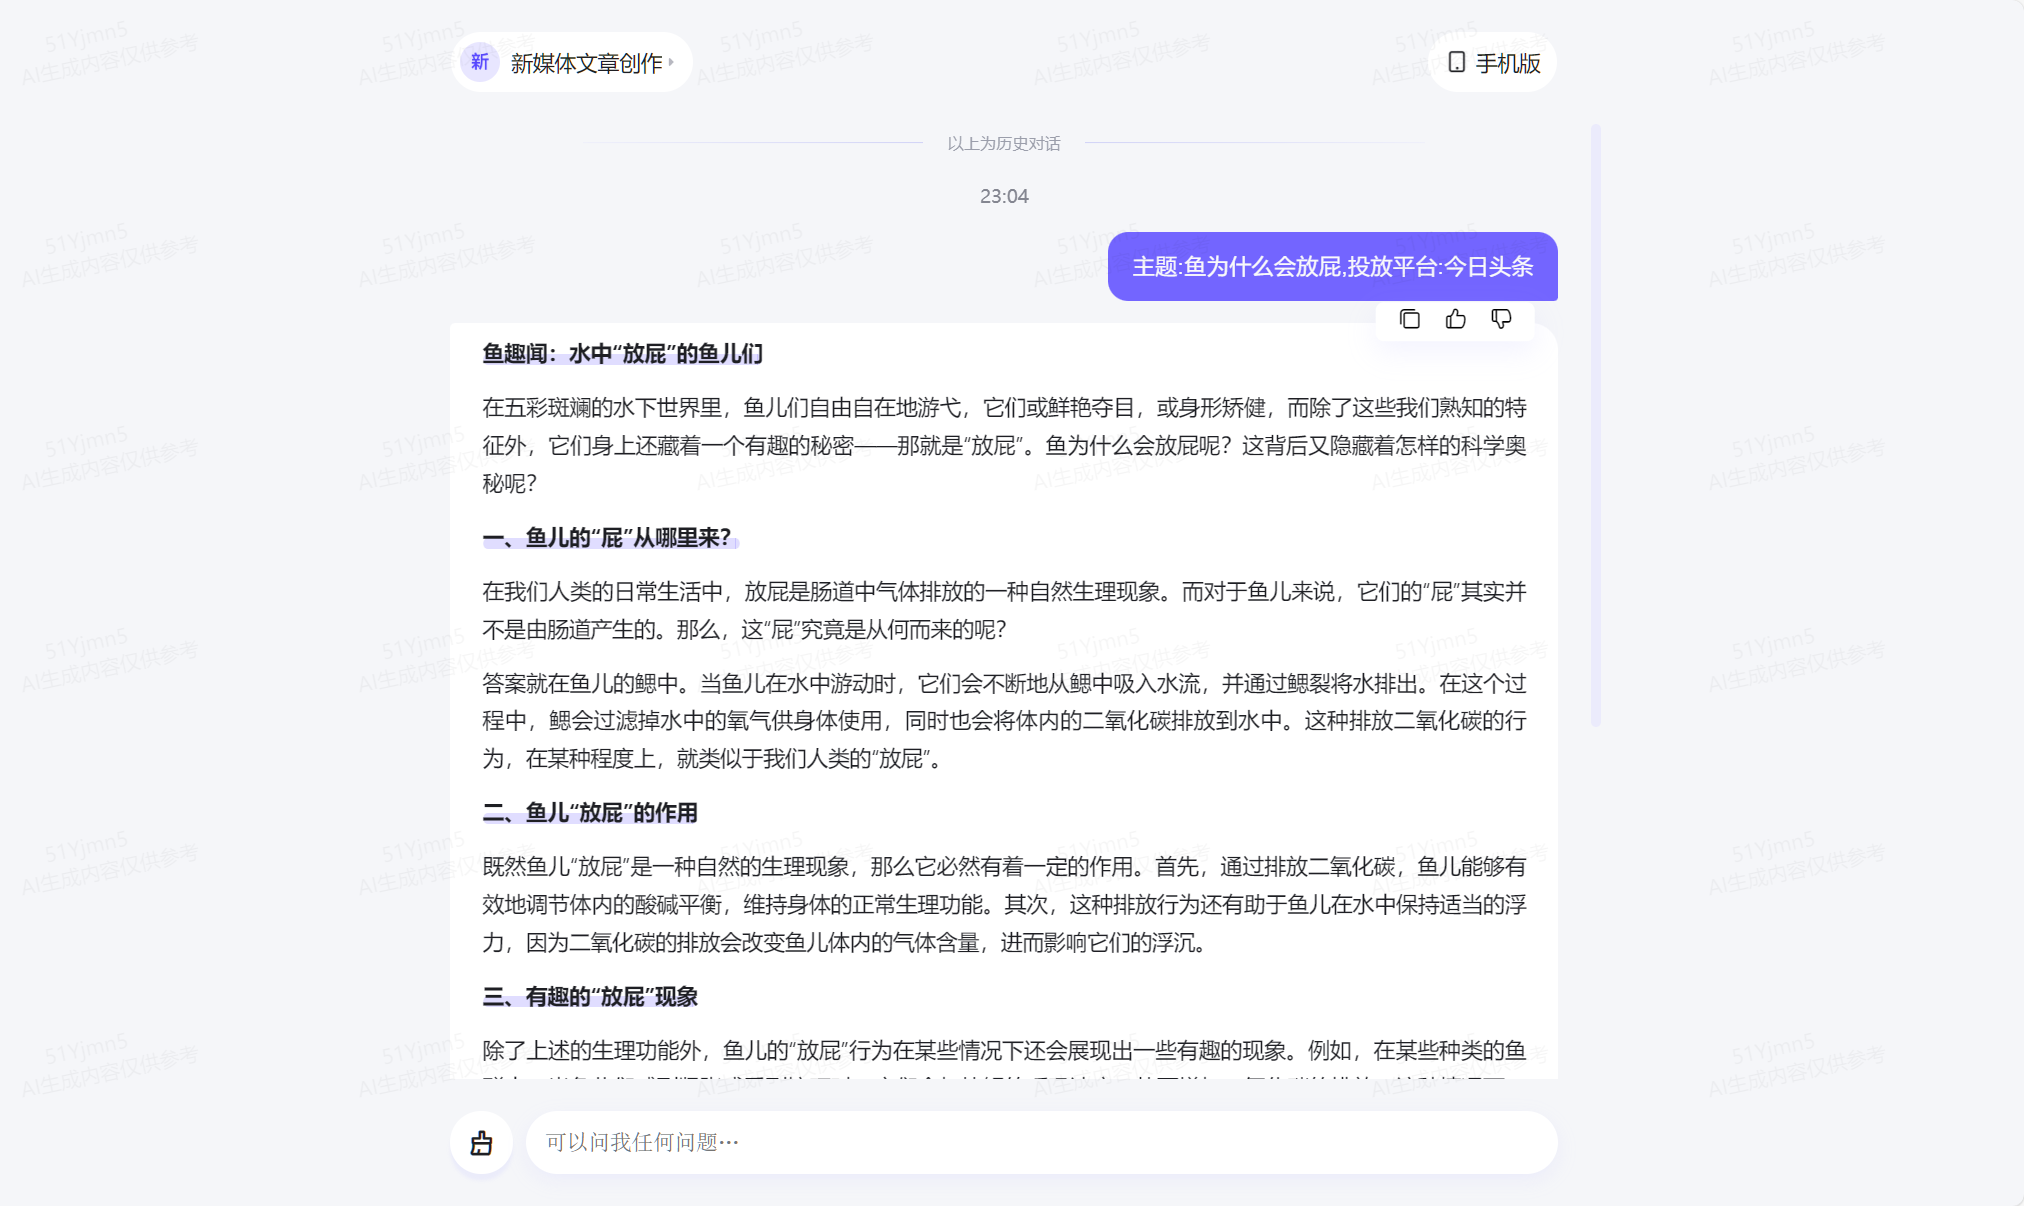 新 新媒体文章创作
手机版
以上为历史对话
23:04
主题:鱼为什么会放屁,投放平台:今日头条
鱼趣闻：水中“放屁”的鱼儿们
在五彩斑斓的水下世界里，鱼儿们自由自在地游弋，它们或鲜艳夺目，或身形矫健，而除了这些我们熟知的特
征外，它们身上还藏着一个有趣的秘密——那就是“放屁”。鱼为什么会放屁呢？这背后又隐藏着怎样的科学奥
秘呢？
一、鱼儿的“屁”从哪里来？
在我们人类的日常生活中，放屁是肠道中气体排放的一种自然生理现象。而对于鱼儿来说，它们的“屁”其实并
不是由肠道产生的。那么，这“屁”究竟是从何而来的呢？
答案就在鱼儿的鳃中。当鱼儿在水中游动时，它们会不断地从鳃中吸入水流，并通过鳃裂将水排出。在这个过
程中，鳃会过滤掉水中的氧气供身体使用，同时也会将体内的二氧化碳排放到水中。这种排放二氧化碳的行
为，在某种程度上，就类似于我们人类的“放屁”。
二、鱼儿“放屁”的作用
既然鱼儿“放屁”是一种自然的生理现象，那么它必然有着一定的作用。首先，通过排放二氧化碳，鱼儿能够有
效地调节体内的酸碱平衡，维持身体的正常生理功能。其次，这种排放行为还有助于鱼儿在水中保持适当的浮
力，因为二氧化碳的排放会改变鱼儿体内的气体含量，进而影响它们的浮沉。
三、有趣的“放屁”现象
除了上述的生理功能外，鱼儿的“放屁”行为在某些情况下还会展现出一些有趣的现象。例如，在某些种类的鱼
可以问我任何问题…
51Yjmn5
AI生成内容仅供参考